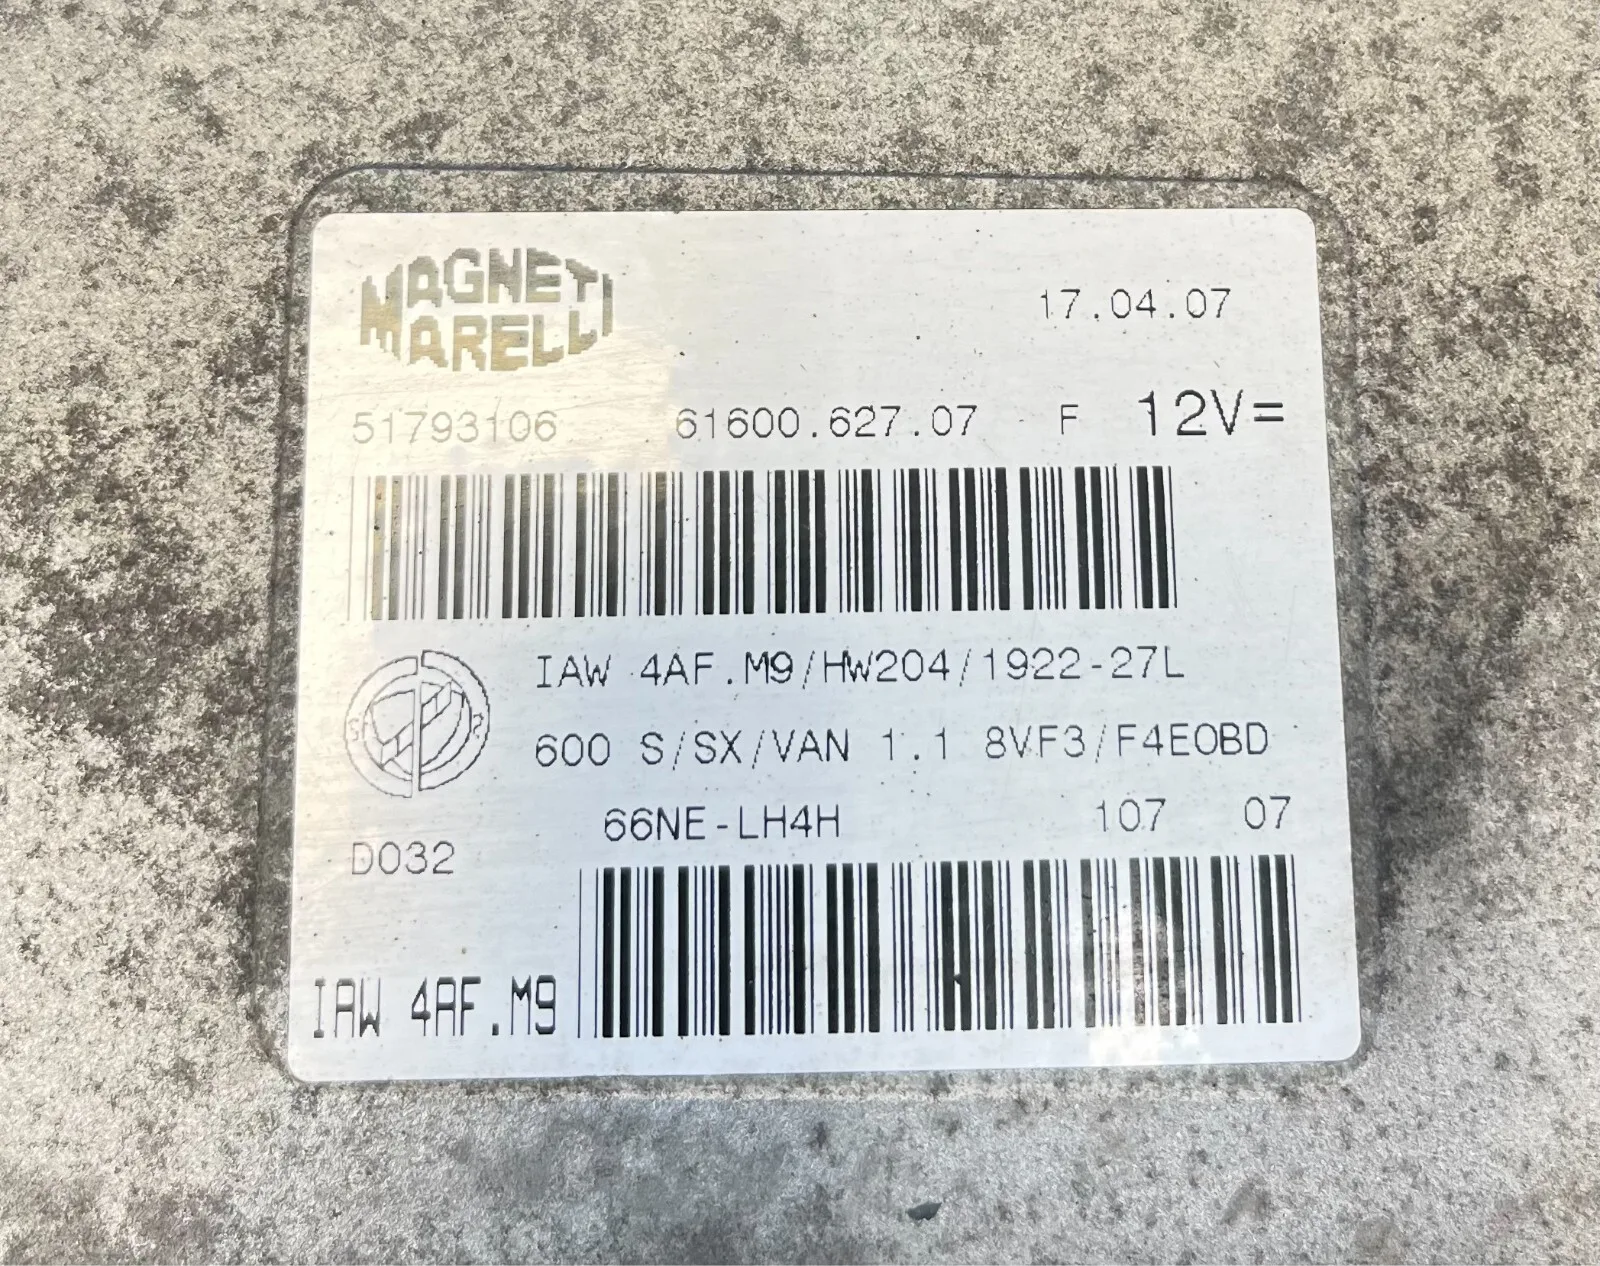 MAGNETI
MARELLI
17.04.07
51793106 61600.627.07 F 12V=
IAW 4AF.M9/HW204/1922-27L
600 S/SX/VAN 1.1 8VF3/F4EOBD
66NE-LH4H 107 07
D032
IAW 4AF.M9